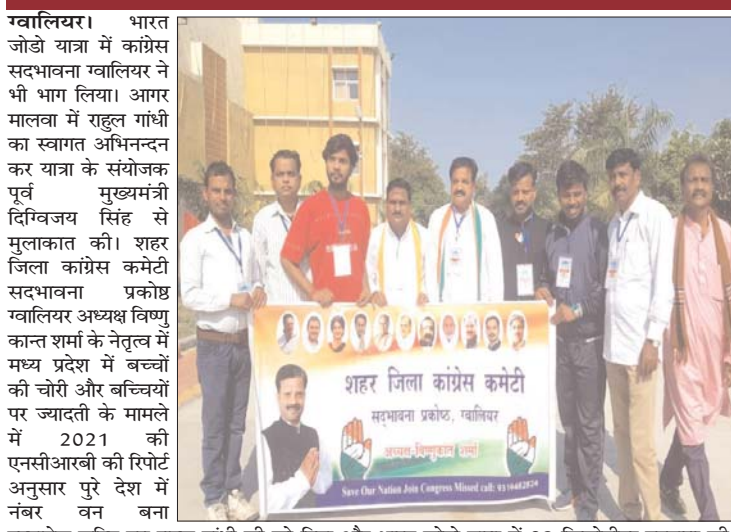 ग्वालियर। भारत
जोडो यात्रा में कांग्रेस
सदभावना ग्वालियर ने
भी भाग लिया। आगर
मालवा में राहुल गांधी
का स्वागत अभिनन्दन
कर यात्रा के संयोजक
पूर्व मुख्यमंत्री
दिग्विजय सिंह से
मुलाकात की। शहर
जिला कांग्रेस कमेटी
सदभावना प्रकोष्ठ
ग्वालियर अध्यक्ष विष्णु
कान्त शर्मा के नेतृत्व में
मध्य प्रदेश में बच्चों
की चोरी और बच्चियों
पर ज्यादती के मामले
में 2021 की
एनसीआरबी की रिपोर्ट
अनुसार पुरे देश में
नंबर वन बना
शहर जिला कांग्रेस कमेटी
सद्भावना प्रकोष्ठ, ग्वालियर
अध्यक्ष-विष्णुकांत शर्मा
Save Our Nation Join Congress Missed call: